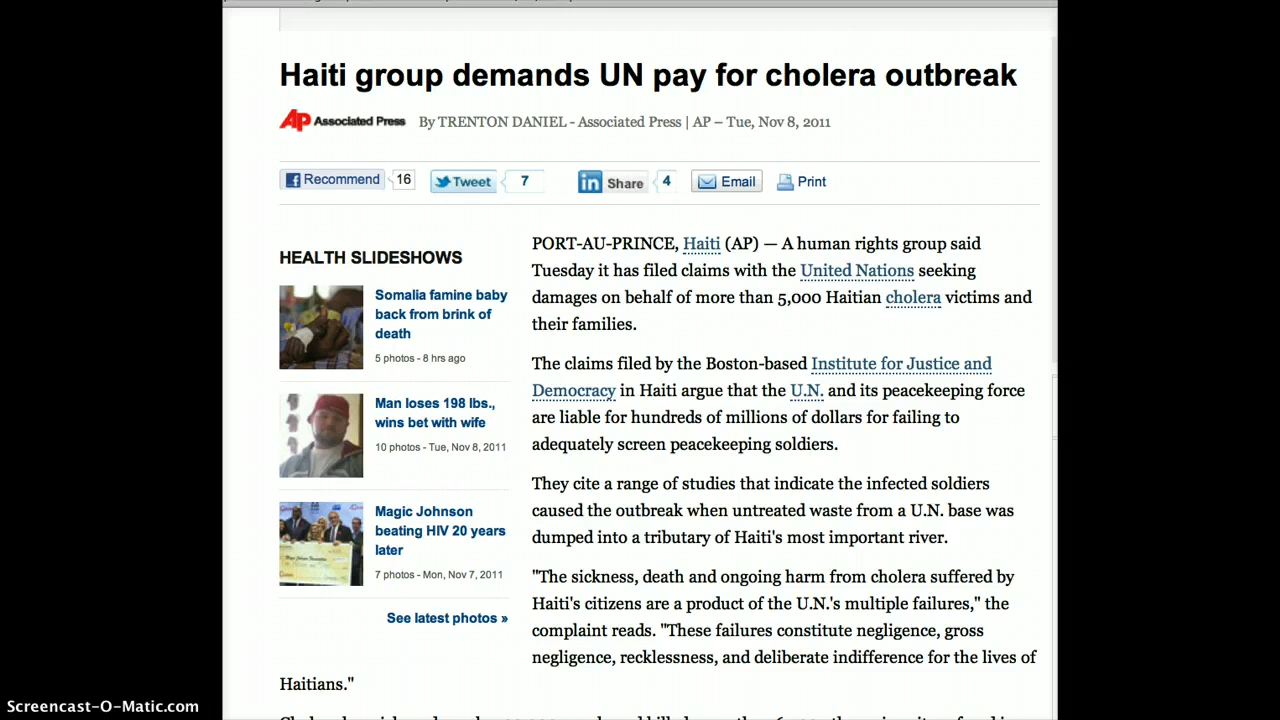 Haiti group demands UN pay for cholera outbreak
AP Associated Press By TRENTON DANIEL - Associated Press | AP – Tue, Nov 8, 2011
Recommend 16 Tweet 7 Share 4 Email Print
HEALTH SLIDESHOWS
Somalia famine baby
back from brink of
death
5 photos - 8 hrs ago
Man loses 198 lbs.,
wins bet with wife
10 photos - Tue, Nov 8, 2011
Magic Johnson
beating HIV 20 years
later
7 photos - Mon, Nov 7, 2011
See latest photos »
PORT-AU-PRINCE, Haiti (AP) — A human rights group said
Tuesday it has filed claims with the United Nations seeking
damages on behalf of more than 5,000 Haitian cholera victims and
their families.
The claims filed by the Boston-based Institute for Justice and
Democracy in Haiti argue that the U.N. and its peacekeeping force
are liable for hundreds of millions of dollars for failing to
adequately screen peacekeeping soldiers.
They cite a range of studies that indicate the infected soldiers
caused the outbreak when untreated waste from a U.N. base was
dumped into a tributary of Haiti's most important river.
"The sickness, death and ongoing harm from cholera suffered by
Haiti's citizens are a product of the U.N.'s multiple failures," the
complaint reads. "These failures constitute negligence, gross
negligence, recklessness, and deliberate indifference for the lives of
Haitians."
Screencast-O-Matic.com